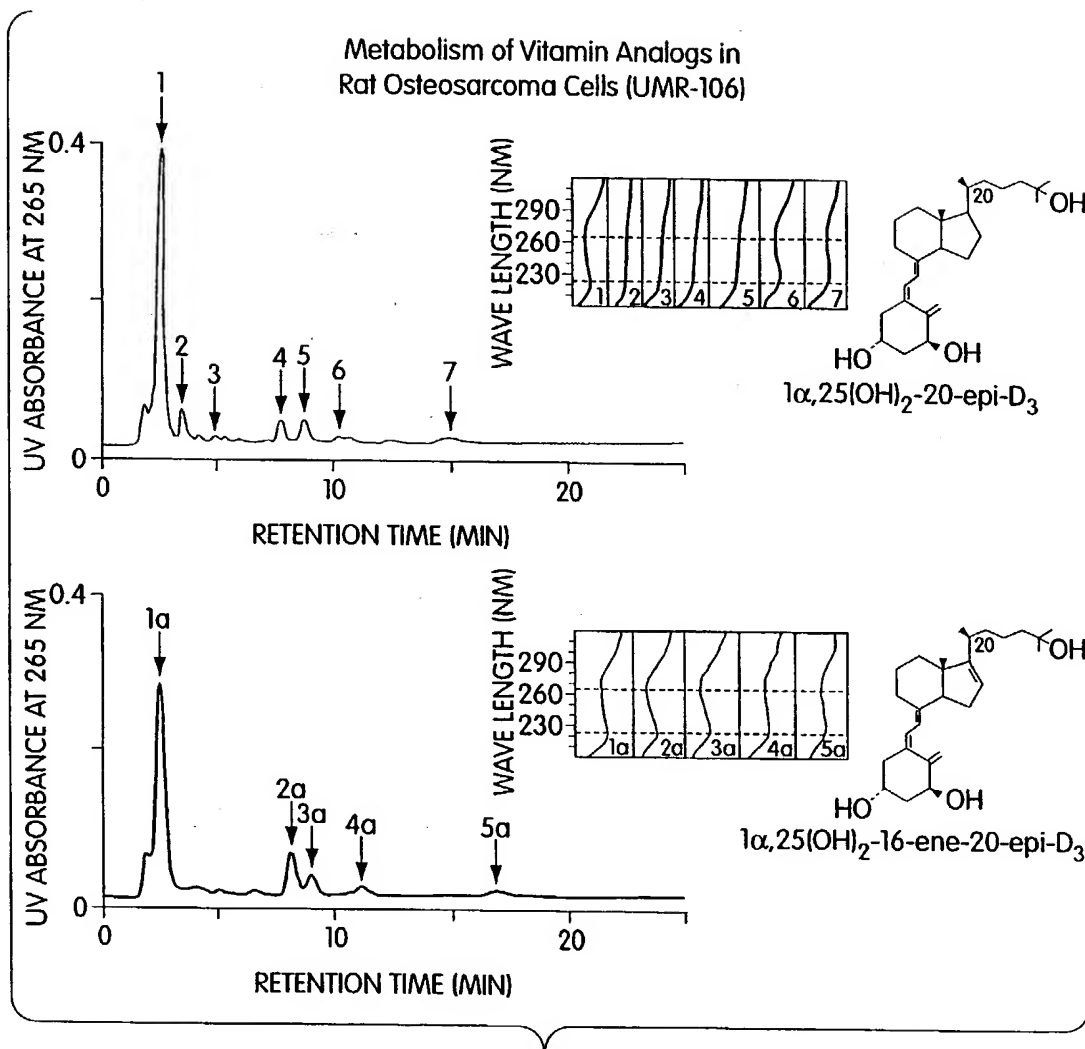 Metabolism of Vitamin Analogs in
Rat Osteosarcoma Cells (UMR-106)
UV ABSORBANCE AT 265 NM
0.4
0
1
2
3
4
5
6
7
0 10 20
RETENTION TIME (MIN)
WAVE LENGTH (NM)
290
260
230
1 2 3 4 5 6 7
20
OH
HO
OH
1α,25(OH)₂-20-epi-D₃
UV ABSORBANCE AT 265 NM
0.4
0
1a
2a
3a
4a
5a
0 10 20
RETENTION TIME (MIN)
WAVE LENGTH (NM)
290
260
230
1a 2a 3a 4a 5a
20
OH
HO
OH
1α,25(OH)₂-16-ene-20-epi-D₃